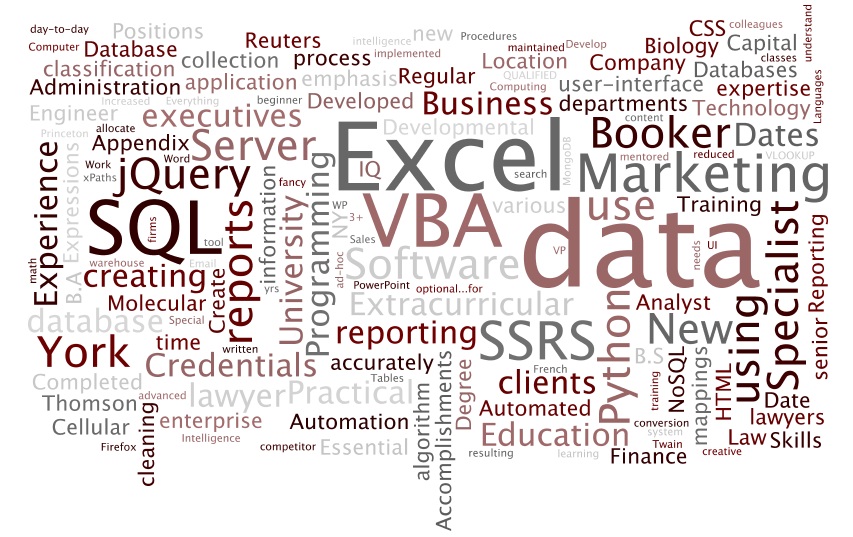 day-to-day
Positions
Reuters
intelligence
new
Procedures
CSS
colleagues
understand
Computer
Database
implemented
maintained
Develop
Biology
Capital
classification
collection
process
Location
Company
classes
Administration
application
emphasis
Regular
QUALIFIED
user-interface
Databases
Computing
expertise
Languages
Increased
Everything
beginner
Developed
Business
departments
Technology
Engineer
executives
content
Princeton
allocate
Appendix
Server
Developmental
Excel
Booker
Dates
Work
Word
IQ
search
MongoDB
mentored
reduced
VLOOKUP
xPaths
jQuery
fancy
Marketing
Experience
B.A
Expressions
SQL
firms
tool
information
University
Programming
NY
WP
3+
Sales
VBA
various
use
Training
data
VP
needs
UI
Specialist
Reporting
math
warehouse
Email
creating
reports
yrs
ad-hoc
Software
PowerPoint
optional...for
Molecular
Create
Extracurricular
Analyst
database
Special
reporting
SSRS
Python
New
using
senior
York
time
written
Credentials
accurately
French
B.S
NoSQL
mappings
HTML
Completed
advanced
lawyer
Practical
Tables
Degree
clients
training
Date
Thomson
cleaning
enterprise
Automation
algorithm
Accomplishments
Automated
conversion
lawyers
Cellular
Intelligence
Education
system
Law
Skills
Firefox
competitor
Essential
resulting
learning
Twain
Finance
creative